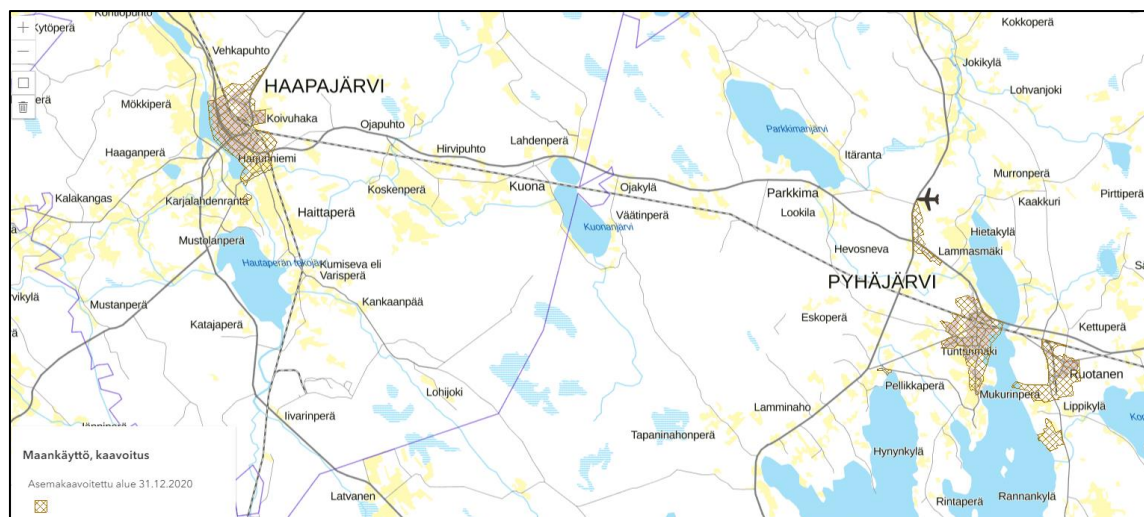 Kontiopuhto
Kytöperä
Vehkapuhto
HAAPAJÄRVI
Mökkiperä
Koivuhaka
Haaganperä
Harjunniemi
Ojapuhto
Hirvipuhto
Lahdenperä
Kalakangas
Karjalahdenranta
Koskenperä
Kuona
Ojakylä
Haittaperä
Väätinperä
Kuonanjärvi
Mustolanperä
Hautaperän tekojärvi
Kumiseva eli
Varisperä
Mustanperä
Kankaanpää
Katajaperä
Lohijoki
Iivarinperä
Latvanen
Kokkoperä
Jokikylä
Lohvanjoki
Parkkimanjärvi
Itäranta
Murronperä
Kaakkuri
Pirttiperä
Parkkima
Lookila
Hietakylä
Hevosneva
Lammasmäki
PYHÄJÄRVI
Eskoperä
Kettuperä
Tuntarimäki
Ruotanen
Pellikkaperä
Mukurinperä
Lippikylä
Lamminaho
Tapaninahonperä
Hynynkylä
Rintaperä
Rannankylä
Maankäyttö, kaavoitus
Asemakaavoitettu alue 31.12.2020